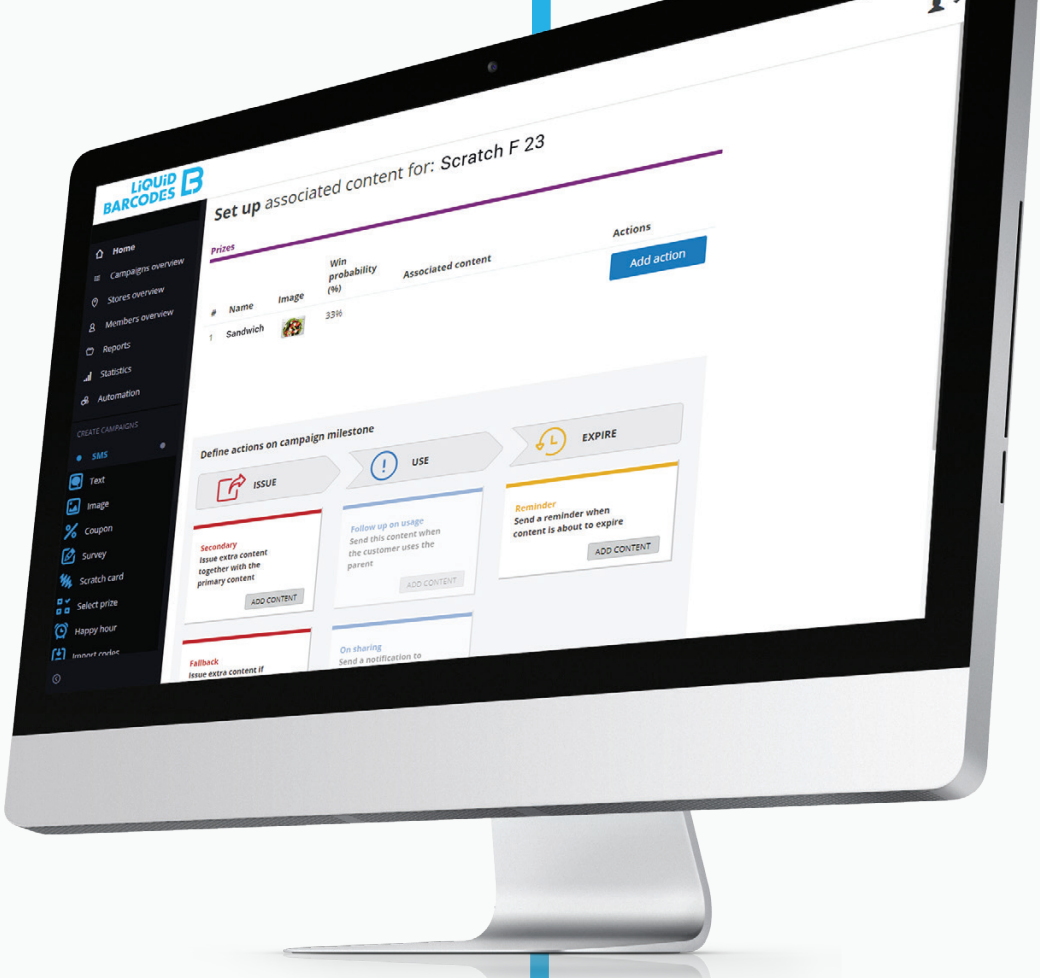 LiQUiD
BARCODES
Set up associated content for: Scratch F 23
Home
Campaigns overview
Stores overview
Members overview
Reports
Statistics
Automation
CREATE CAMPAIGNS
SMS
Text
Image
Coupon
Survey
Scratch card
Select prize
Happy hour
Import codes
Prizes
# Name Image Win probability (%) Associated content Actions
1 Sandwich 33% Add action
Define actions on campaign milestone
ISSUE USE EXPIRE
Secondary
Issue extra content
together with the
primary content
ADD CONTENT
Follow up on usage
Send this content when
the customer uses the
parent
ADD CONTENT
Reminder
Send a reminder when
content is about to expire
ADD CONTENT
Fallback
Issue extra content if
On sharing
Send a notification to